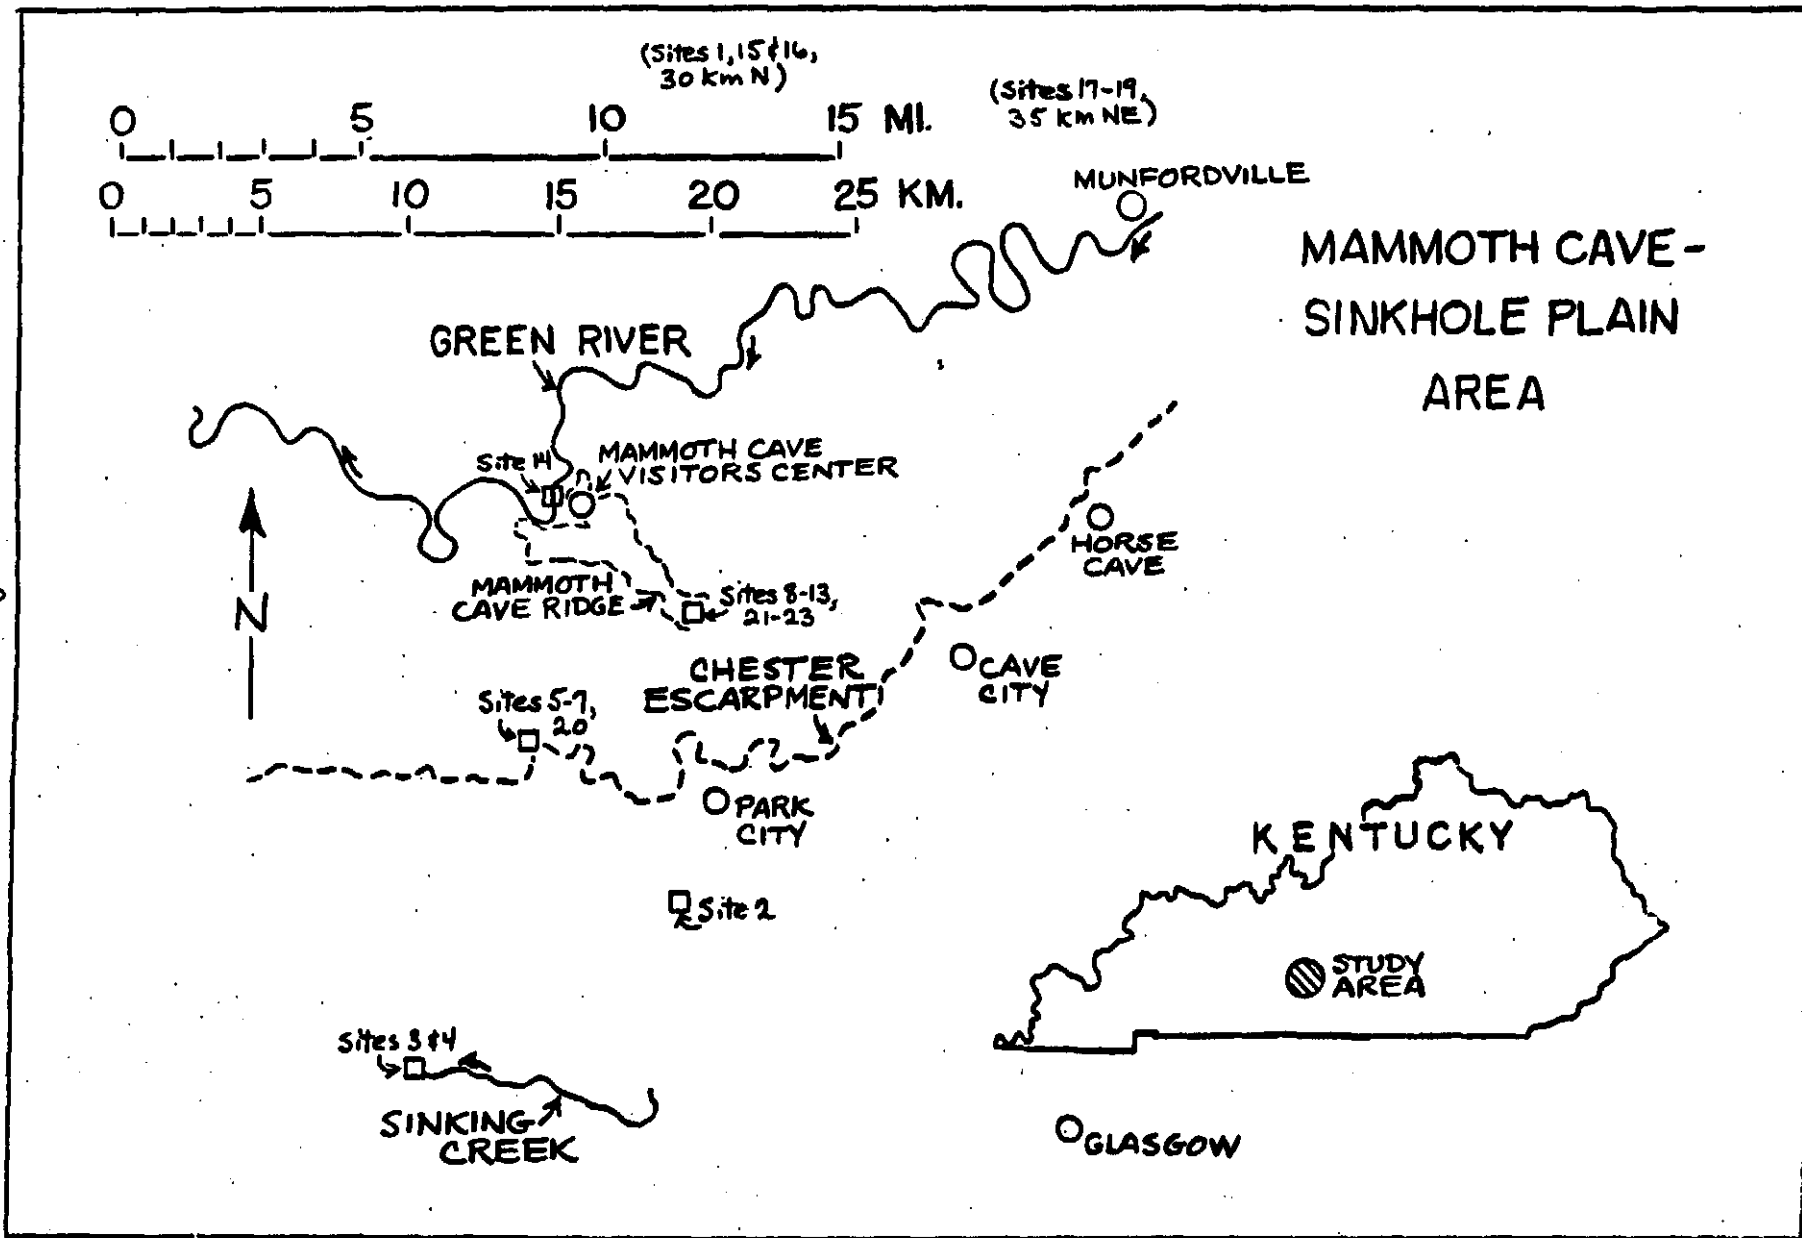 (Sites 1, 15 & 16,
30 km N)
(Sites 17-19,
35 km NE)
0 5 10 15 MI.
0 5 10 15 20 25 KM.
MUNFORDVILLE
MAMMOTH CAVE-
SINKHOLE PLAIN
AREA
GREEN RIVER
Site 14
MAMMOTH CAVE
VISITORS CENTER
HORSE
CAVE
N
MAMMOTH
CAVE RIDGE
Sites 8-13,
21-23
CHESTER
ESCARPMENT
CAVE
CITY
Sites 5-7,
20
PARK
CITY
KENTUCKY
Site 2
STUDY
AREA
Sites 3 & 4
SINKING
CREEK
GLASGOW